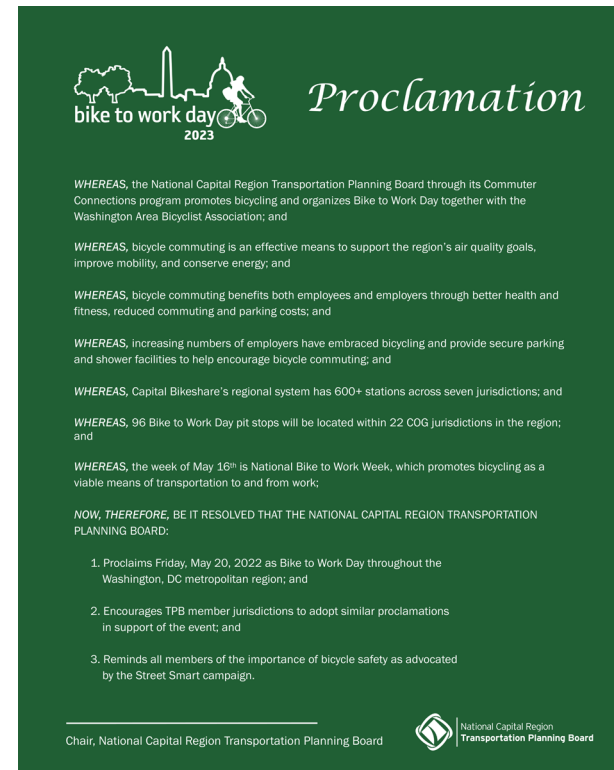 bike to work day
2023
Proclamation
WHEREAS, the National Capital Region Transportation Planning Board through its Commuter
Connections program promotes bicycling and organizes Bike to Work Day together with the
Washington Area Bicyclist Association; and
WHEREAS, bicycle commuting is an effective means to support the region's air quality goals,
improve mobility, and conserve energy; and
WHEREAS, bicycle commuting benefits both employees and employers through better health and
fitness, reduced commuting and parking costs; and
WHEREAS, increasing numbers of employers have embraced bicycling and provide secure parking
and shower facilities to help encourage bicycle commuting; and
WHEREAS, Capital Bikeshare's regional system has 600+ stations across seven jurisdictions; and
WHEREAS, 96 Bike to Work Day pit stops will be located within 22 COG jurisdictions in the region;
and
WHEREAS, the week of May 16th is National Bike to Work Week, which promotes bicycling as a
viable means of transportation to and from work;
NOW, THEREFORE, BE IT RESOLVED THAT THE NATIONAL CAPITAL REGION TRANSPORTATION
PLANNING BOARD:
1. Proclaims Friday, May 20, 2022 as Bike to Work Day throughout the
Washington, DC metropolitan region; and
2. Encourages TPB member jurisdictions to adopt similar proclamations
in support of the event; and
3. Reminds all members of the importance of bicycle safety as advocated
by the Street Smart campaign.
Chair, National Capital Region Transportation Planning Board
National Capital Region
Transportation Planning Board